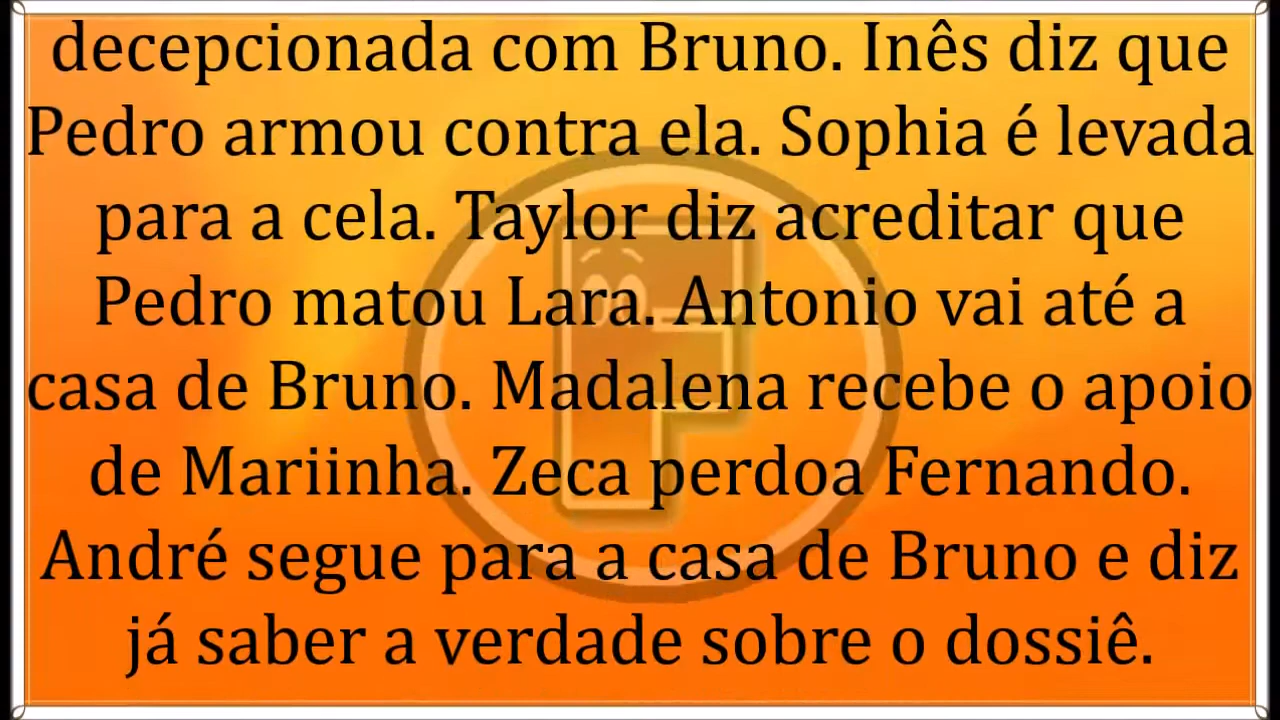 decepcionada com Bruno. Inês diz que
Pedro armou contra ela. Sophia é levada
para a cela. Taylor diz acreditar que
Pedro matou Lara. Antonio vai até a
casa de Bruno. Madalena recebe o apoio
de Mariinha. Zeca perdoa Fernando.
André segue para a casa de Bruno e diz
já saber a verdade sobre o dossiê.